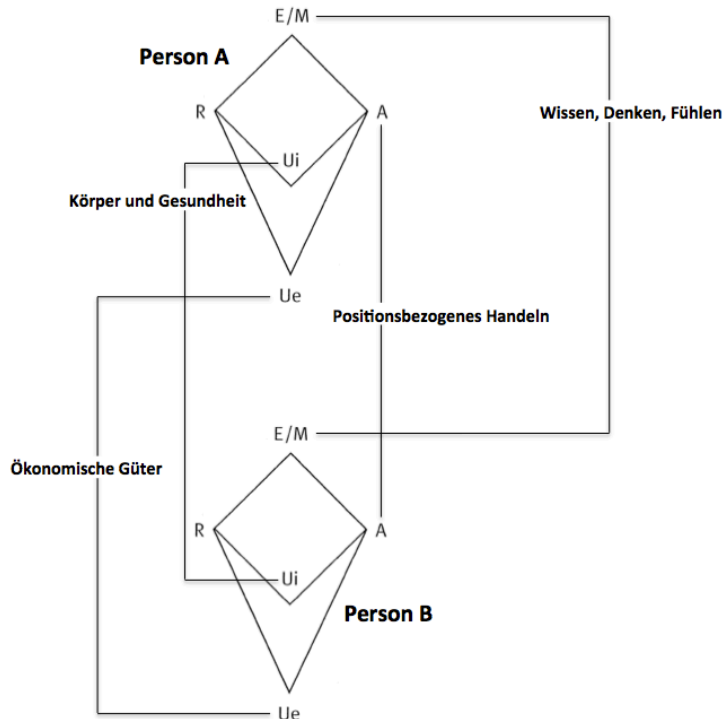 E/M
Person A
Wissen, Denken, Fühlen
R
A
Ui
Körper und Gesundheit
Ue
Positionsbezogenes Handeln
E/M
Ökonomische Güter
R
A
Ui
Person B
Ue